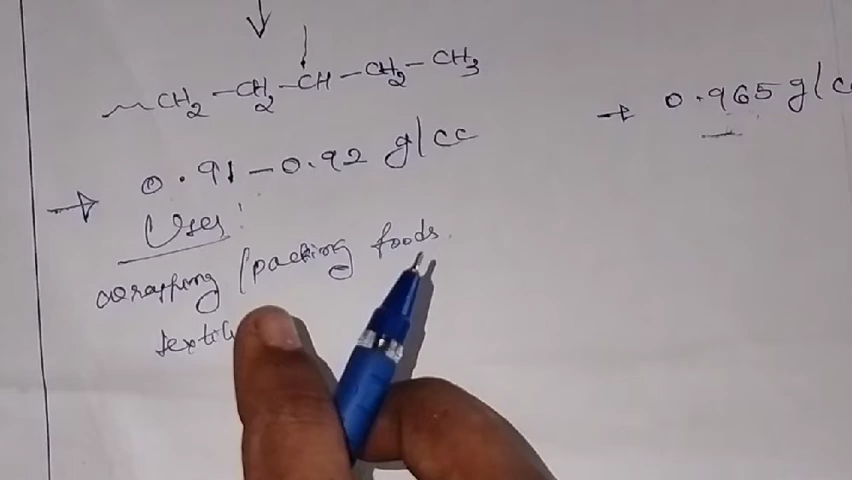 ~CH2-CH2-CH-CH2-CH3
→ 0.965 g/c
→ 0.91-0.92 g/cc
Uses:
wrapping/packing foods.